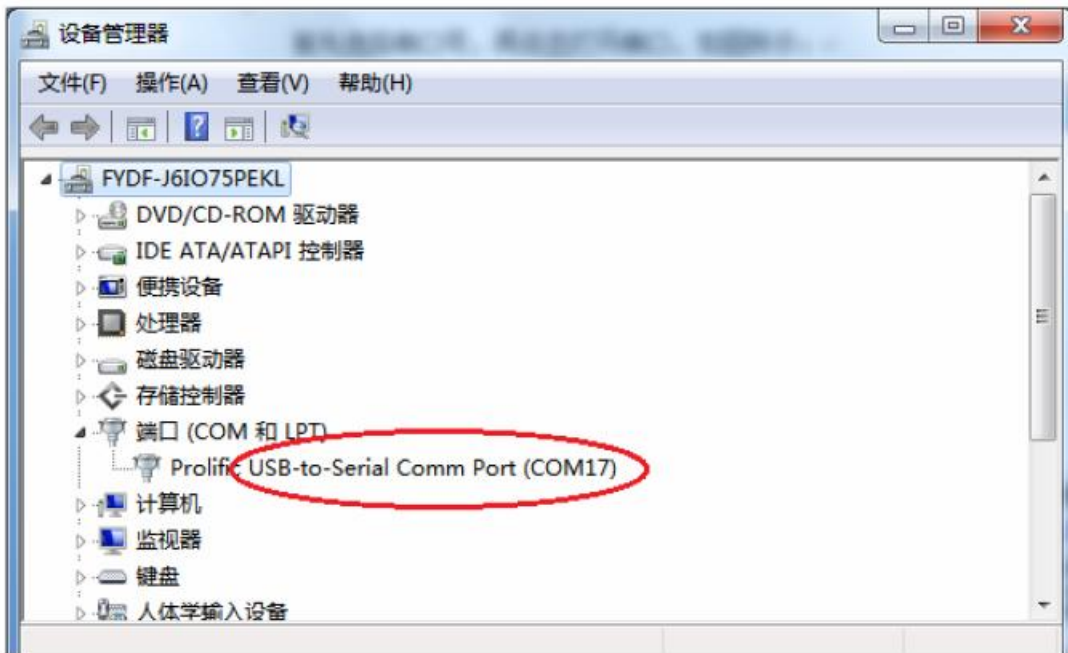 设备管理器
文件(F) 操作(A) 查看(V) 帮助(H)
FYDF-J6IO75PEKL
DVD/CD-ROM 驱动器
IDE ATA/ATAPI 控制器
便携设备
处理器
磁盘驱动器
存储控制器
端口 (COM 和 LPT)
Prolific USB-to-Serial Comm Port (COM17)
计算机
监视器
键盘
人体学输入设备